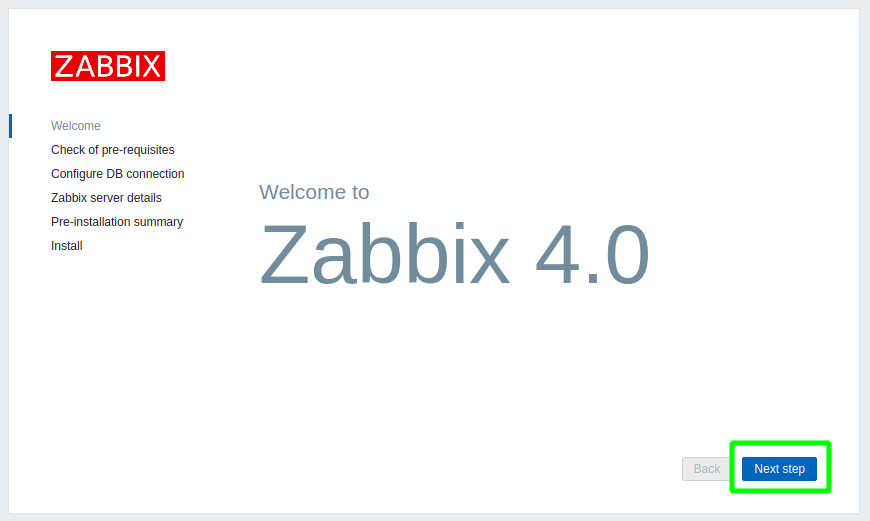 ZABBIX
Welcome
Check of pre-requisites
Configure DB connection
Zabbix server details
Pre-installation summary
Install
Welcome to
Zabbix 4.0
Back
Next step